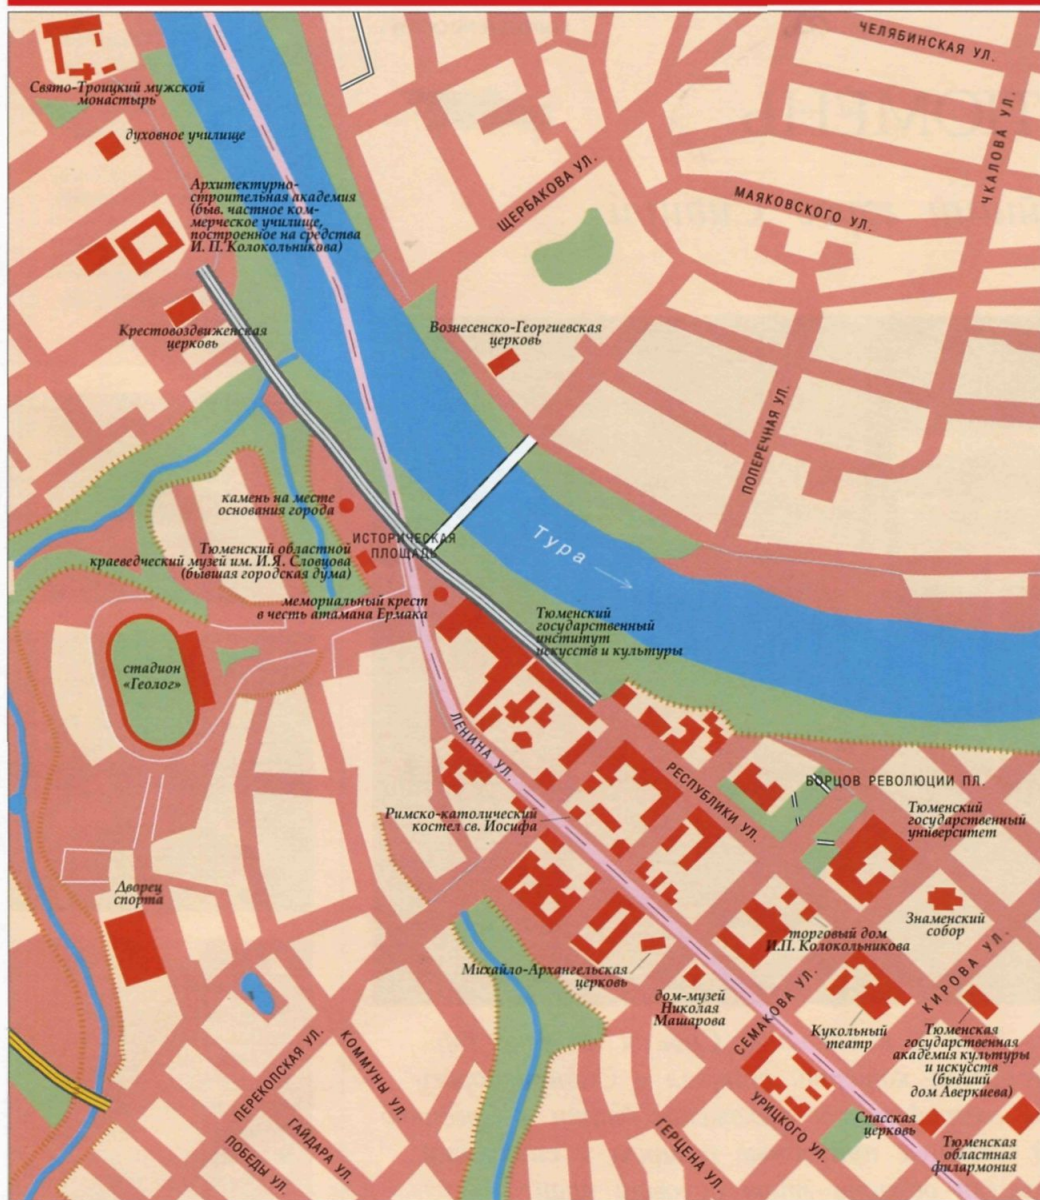 ЧЕЛЯБИНСКАЯ УЛ.
Свято-Троицкий мужской
монастырь
духовное училище
ЧКАЛОВА УЛ.
ЩЕРБАКОВА УЛ.
МАЯКОВСКОГО УЛ.
Архитектурно-
строительная академия
(быв. частное ком-
мерческое училище,
построенное на средства
И. П. Колокольникова)
Крестовоздвиженская
церковь
Вознесенско-Георгиевская
церковь
ПОПЕРЕЧНАЯ УЛ.
камень на месте
основания города
ИСТОРИЧЕСКАЯ
ПЛОЩАДЬ
Тура
Тюменский областной
краеведческий музей им. И.Я. Словцова
(бывшая городская дума)
мемориальный крест
в честь атамана Ермака
Тюменский
государственный
институт
искусств и культуры
стадион
«Геолог»
ЛЕНИНА УЛ.
РЕСПУБЛИКИ УЛ.
БОРЦОВ РЕВОЛЮЦИИ ПЛ.
Римско-католический
костел св. Иосифа
Тюменский
государственный
университет
Дворец
спорта
Знаменский
собор
торговый дом
И.П. Колокольникова
Михайло-Архангельская
церковь
дом-музей
Николая
Машарова
СЕМАКОВА УЛ.
КИРОВА УЛ.
Кукольный
театр
Тюменская
государственная
академия культуры
и искусств
(бывший
дом Аверкиева)
ПЕРЕКОПСКАЯ УЛ.
КОММУНЫ УЛ.
ГАЙДАРА УЛ.
ПОБЕДЫ УЛ.
ГЕРЦЕНА УЛ.
УРИЦКОГО УЛ.
Спасская
церковь
Тюменская
областная
филармония